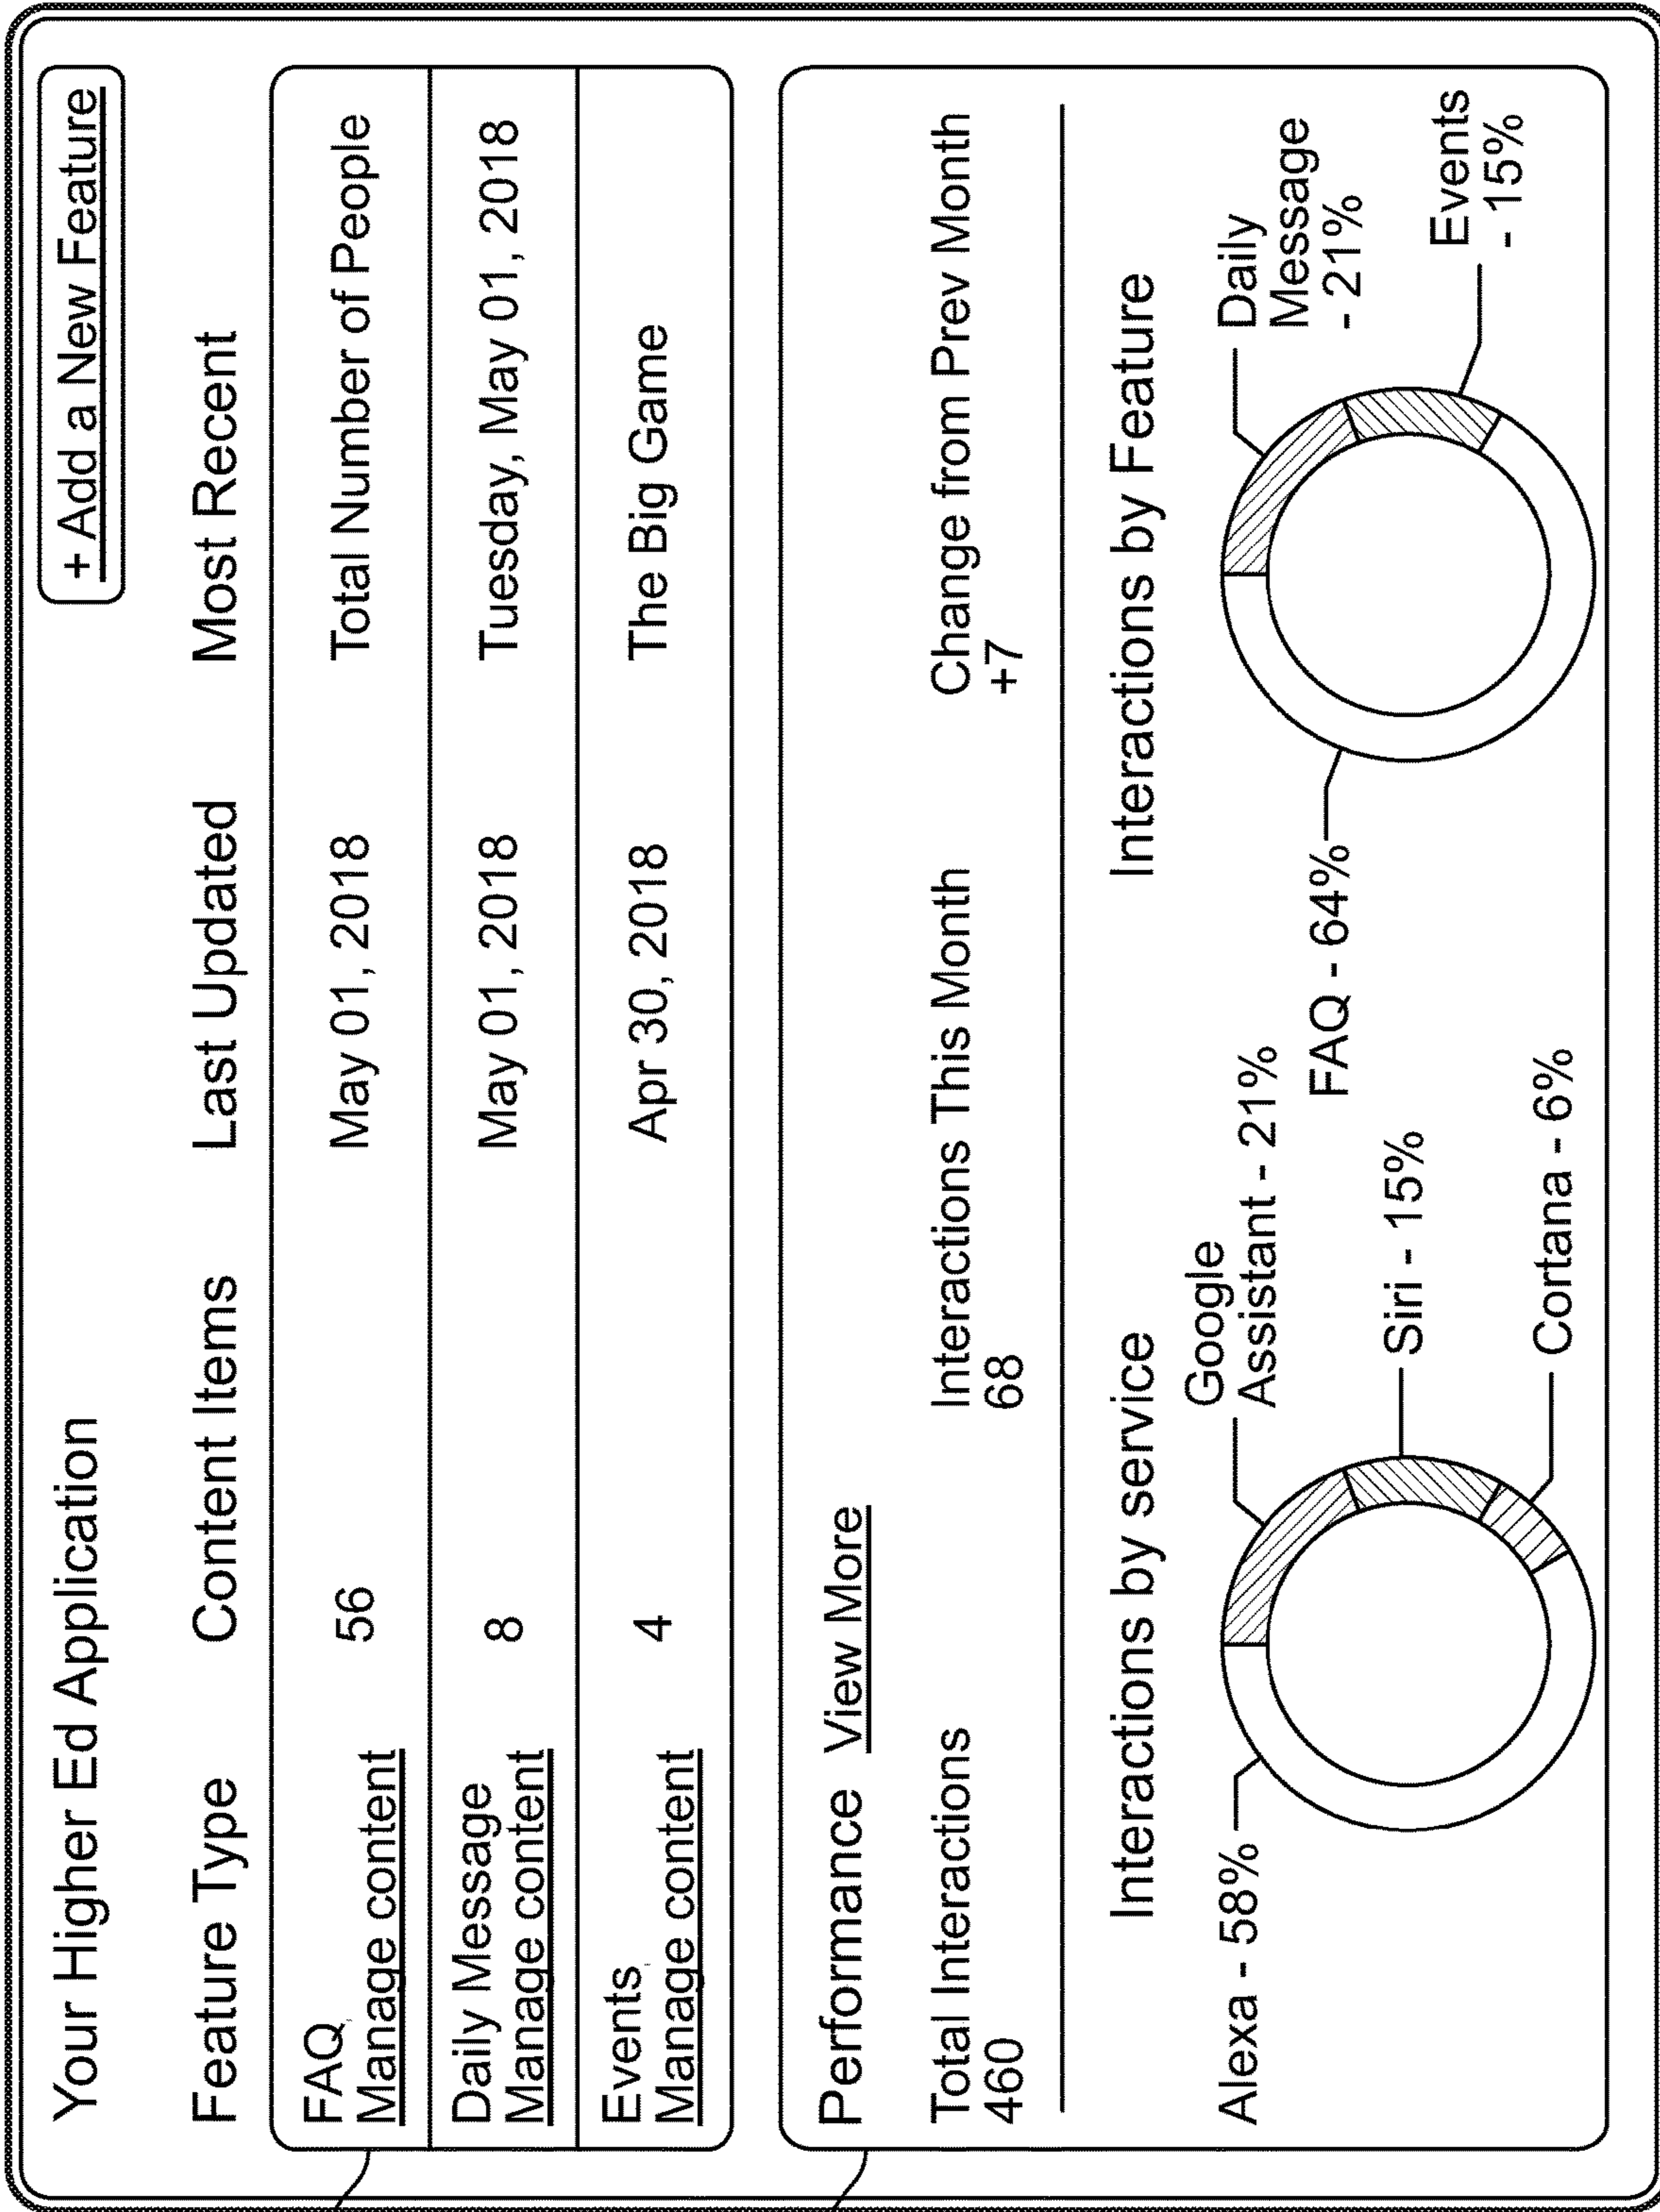 Your Higher Ed Application
+ Add a New Feature
Feature Type Content Items Last Updated Most Recent
FAQ
Manage content
56 May 01, 2018 Total Number of People
Daily Message
Manage content
8 May 01, 2018 Tuesday, May 01, 2018
Events
Manage content
4 Apr 30, 2018 The Big Game
Performance View More
Total Interactions
460
Interactions This Month
68
Change from Prev Month
+7
Interactions by service
Alexa - 58%
Google
Assistant - 21%
Siri - 15%
Cortana - 6%
Interactions by Feature
FAQ - 64%
Daily
Message
- 21%
Events
- 15%